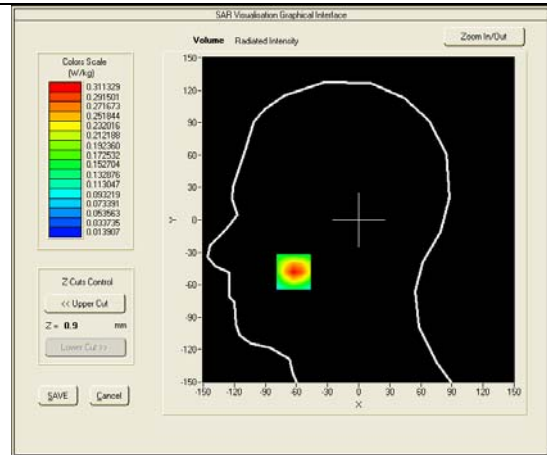 SAR Visualisation Graphical Interface
Volume Radiated Intensity
Zoom In/Out
Colors Scale
(W/kg)
0.311329
0.291501
0.271673
0.251844
0.232016
0.212188
0.192360
0.172532
0.152704
0.132876
0.113047
0.093219
0.073391
0.053563
0.033735
0.013907
Z Cuts Control
<< Upper Cut
Z = 0.9 mm
Lower Cut >>
SAVE Cancel
150-
120-
90-
60-
30-
0-
-30-
-60-
-90-
-120-
-150-
Y
-150 -120 -90 -60 -30 0 30 60 90 120 150
X